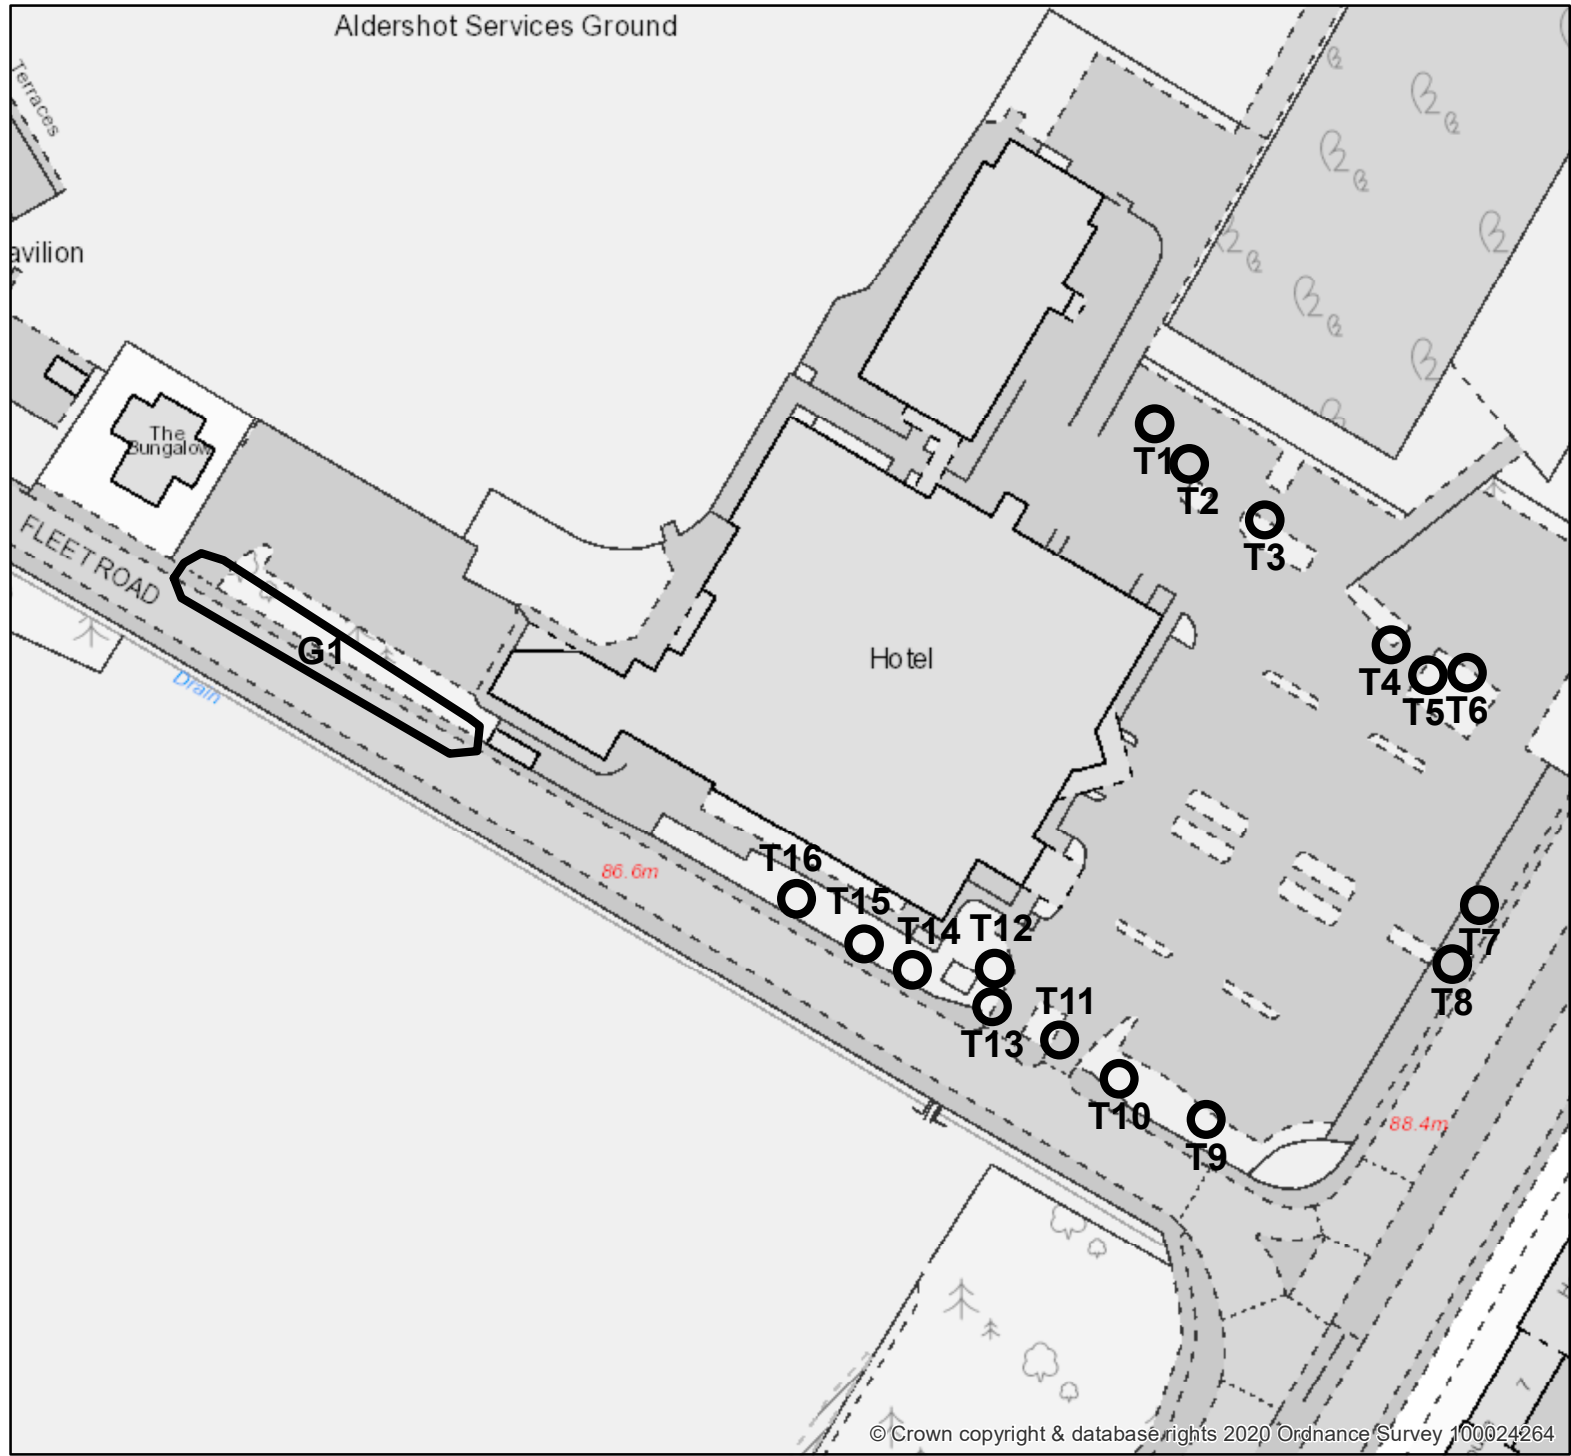 Aldershot Services Ground
Terraces
avilion
The
Bungalow
FLEET ROAD
G1
Drain
Hotel
T1
T2
T3
T4
T5
T6
86.6m
T16
T15
T14
T12
T7
T8
T11
T13
T10
T9
88.4m
7
© Crown copyright & database rights 2020 Ordnance Survey 100024264